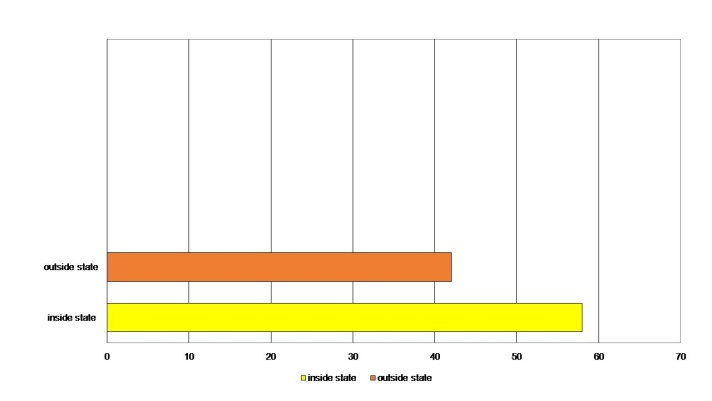 outside state
inside state
0 10 20 30 40 50 60 70
inside state outside state